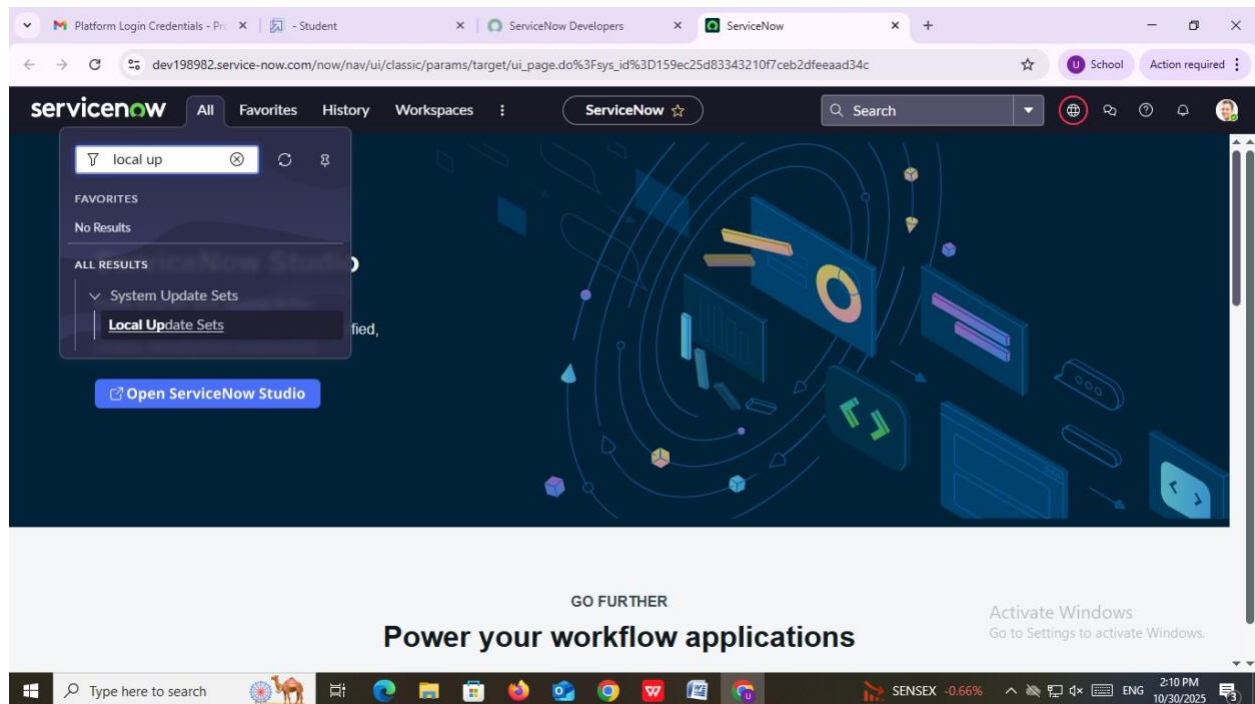 Platform Login Credentials - Pro
- Student
ServiceNow Developers
ServiceNow
dev198982.service-now.com/now/nav/ui/classic/params/target/ui_page.do%3Fsys_id%3D159ec25d83343210f7ceb2dfeeaad34c
U School
Action required
servicenow All Favorites History Workspaces ServiceNow Search
local up
FAVORITES
No Results
ALL RESULTS
System Update Sets
Local Update Sets
fied,
Open ServiceNow Studio
GO FURTHER
Power your workflow applications
Activate Windows
Go to Settings to activate Windows.
Type here to search
SENSEX -0.66%
ENG
2:10 PM
10/30/2025
3